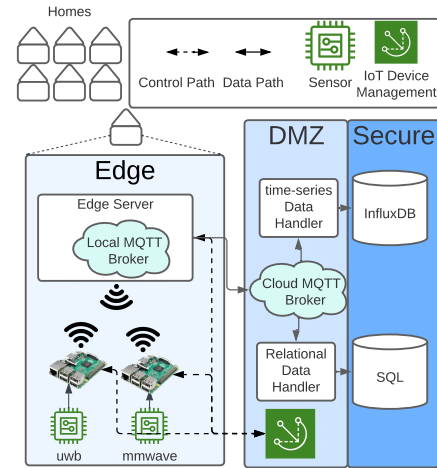 Homes
Control Path
Data Path
Sensor
IoT Device
Management
Edge
Edge Server
Local MQTT
Broker
uwb
mmwave
DMZ
time-series
Data
Handler
Cloud MQTT
Broker
Relational
Data
Handler
Secure
InfluxDB
SQL